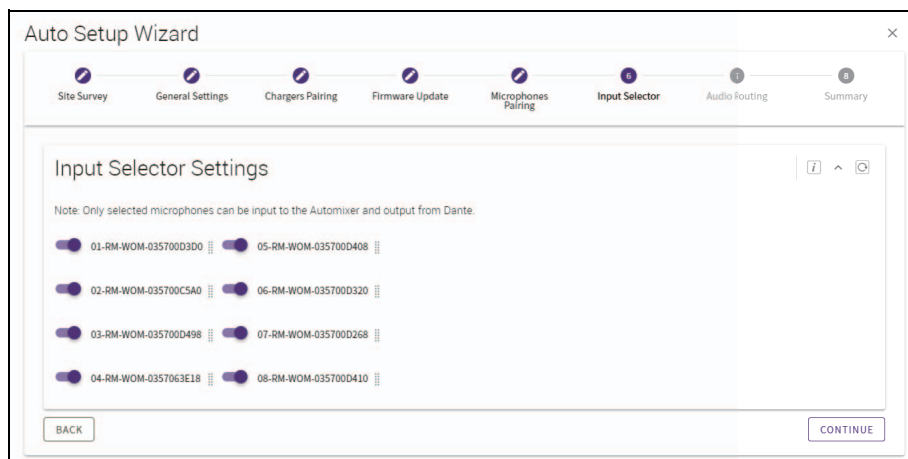 Auto Setup Wizard
Site Survey
General Settings
Chargers Pairing
Firmware Update
Microphones
Pairing
6
Input Selector
Audio Routing
8
Summary
Input Selector Settings
i
Note: Only selected microphones can be input to the Automixer and output from Dante.
01-RM-WOM-035700D3D0 05-RM-WOM-035700D408
02-RM-WOM-035700C5A0 06-RM-WOM-035700D320
03-RM-WOM-035700D498 07-RM-WOM-035700D268
04-RM-WOM-0357063E18 08-RM-WOM-035700D410
BACK CONTINUE